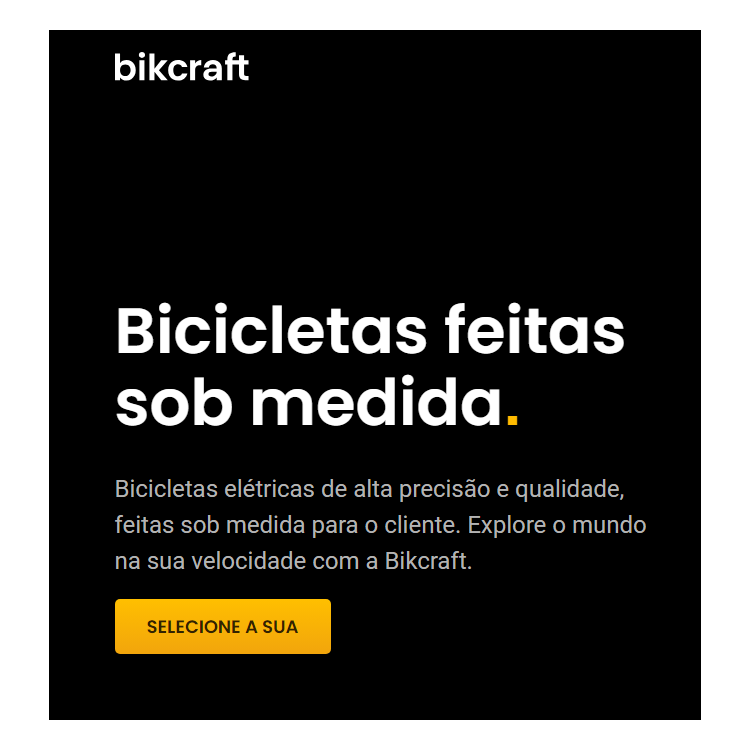 bikcraft
Bicicletas feitas
sob medida.
Bicicletas elétricas de alta precisão e qualidade,
feitas sob medida para o cliente. Explore o mundo
na sua velocidade com a Bikcraft.
SELECIONE A SUA